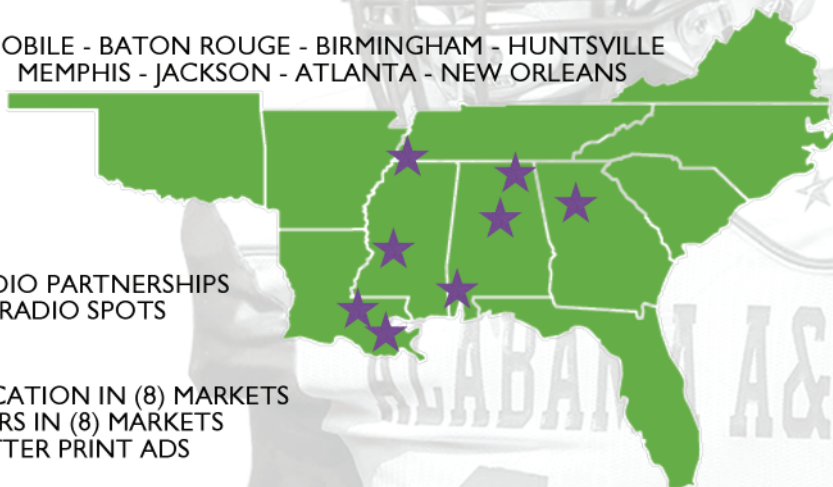 OBILE - BATON ROUGE - BIRMINGHAM - HUNTSVILLE
MEMPHIS - JACKSON - ATLANTA - NEW ORLEANS
DIO PARTNERSHIPS
RADIO SPOTS
CATION IN (8) MARKETS
RS IN (8) MARKETS
TTER PRINT ADS
ALABAMA A&